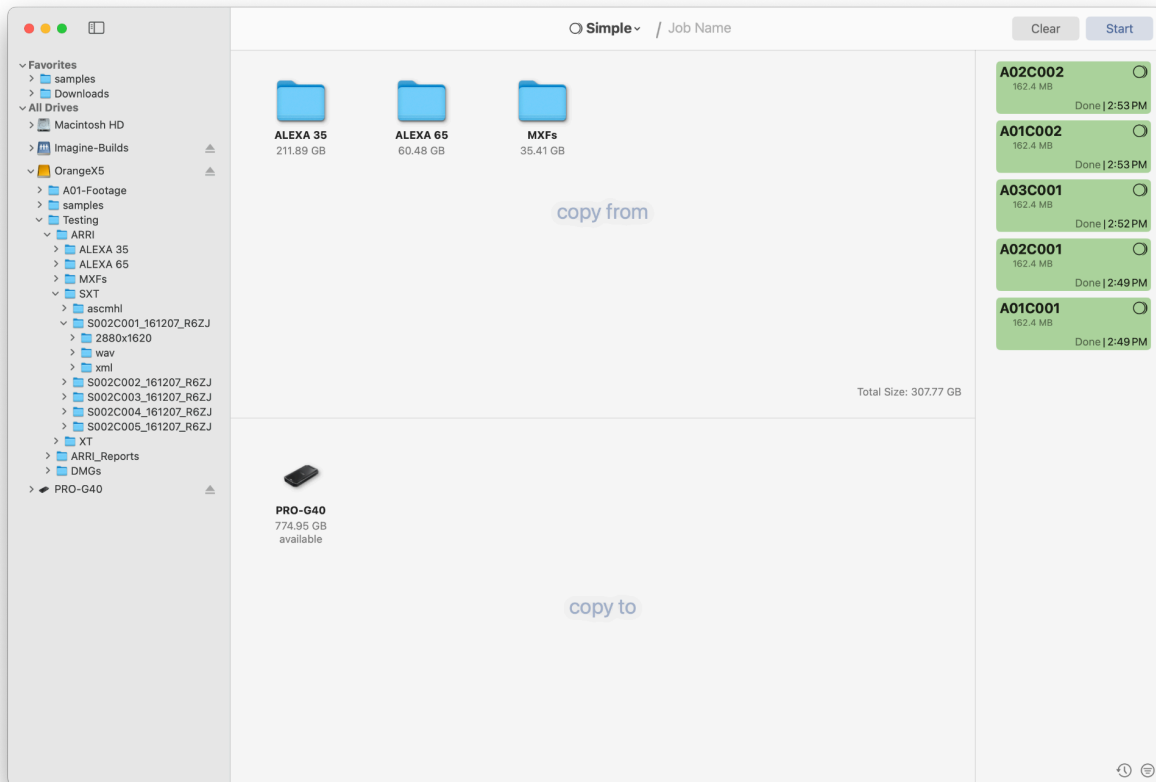 Simple
/ Job Name
Clear
Start
Favorites
samples
Downloads
All Drives
Macintosh HD
Imagine-Builds
OrangeX5
A01-Footage
samples
Testing
ARRI
ALEXA 35
ALEXA 65
MXFs
SXT
ascmhl
S002C001_161207_R6ZJ
2880x1620
wav
xml
S002C002_161207_R6ZJ
S002C003_161207_R6ZJ
S002C004_161207_R6ZJ
S002C005_161207_R6ZJ
XT
ARRI_Reports
DMGs
PRO-G40
ALEXA 35
211.89 GB
ALEXA 65
60.48 GB
MXFs
35.41 GB
copy from
Total Size: 307.77 GB
PRO-G40
774.95 GB
available
copy to
A02C002
162.4 MB
Done | 2:53 PM
A01C002
162.4 MB
Done | 2:53 PM
A03C001
162.4 MB
Done | 2:52 PM
A02C001
162.4 MB
Done | 2:49 PM
A01C001
162.4 MB
Done | 2:49 PM